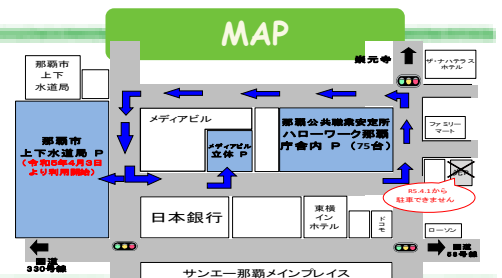 MAP
崇元寺
那覇市
上下
水道局
ザ・ナハテラス
ホテル
メディアビル
那覇公共職業安定所
ハローワーク那覇
庁舎内 P (75台)
ファミリー
マート
那覇市
上下水道局 P
(令和5年4月3日
より利用開始)
メディアビル
立体 P
R5.4.1から
駐車できません
日本銀行
東横
イン
ホテル
ドコモ
ローソン
国道
330号線
国道
58号線
サンエー那覇メインプレイス